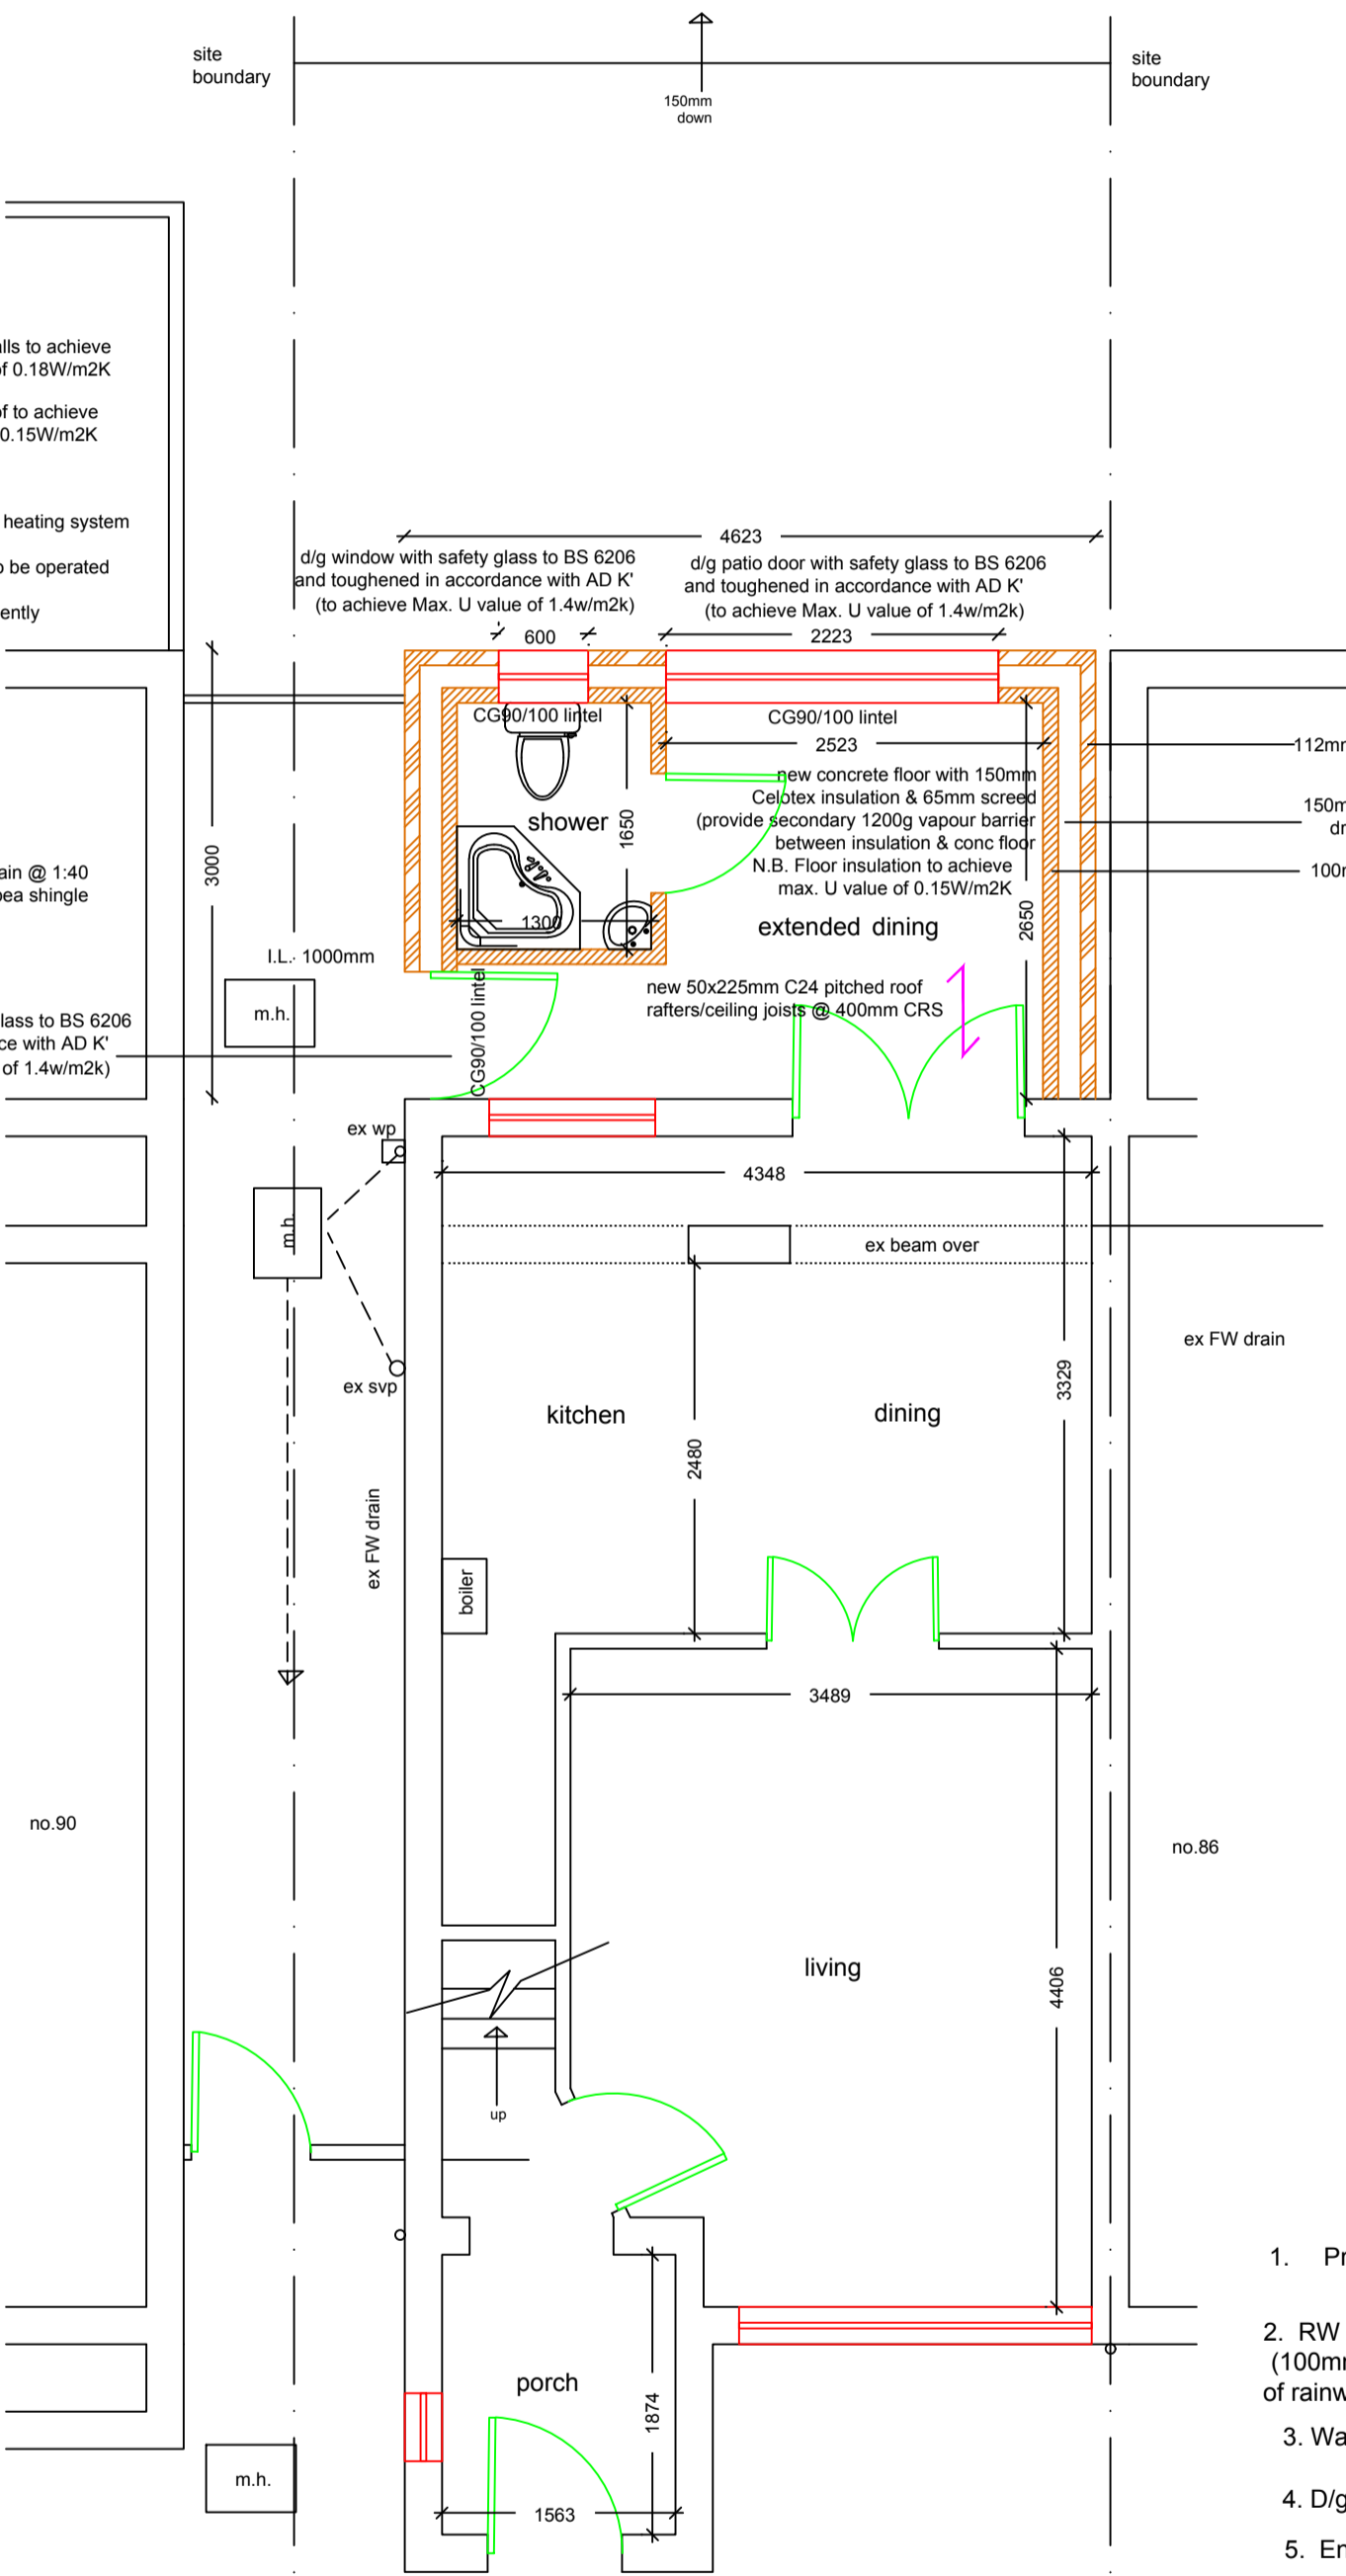 site
boundary
site
boundary
150mm
down
lls to achieve
of 0.18W/m2K
of to achieve
0.15W/m2K
heating system
be operated
ently
4623
d/g window with safety glass to BS 6206
and toughened in accordance with AD K'
(to achieve Max. U value of 1.4w/m2k)
d/g patio door with safety glass to BS 6206
and toughened in accordance with AD K'
(to achieve Max. U value of 1.4w/m2k)
600
2223
CG90/100 lintel
CG90/100 lintel
2523
112m
new concrete floor with 150mm
Celotex insulation & 65mm screed
(provide secondary 1200g vapour barrier
between insulation & conc floor
N.B. Floor insulation to achieve
max. U value of 0.15W/m2K
150m
dr
100
shower
1650
3000
ain @ 1:40
pea shingle
1300
2650
extended dining
I.L. 1000mm
m.h.
CG90/100 lintel
new 50x225mm C24 pitched roof
rafters/ceiling joists @ 400mm CRS
lass to BS 6206
ce with AD K'
of 1.4w/m2k)
ex wp
4348
m.h.
ex beam over
ex FW drain
3329
ex svp
kitchen
dining
2480
ex FW drain
boiler
3489
no.90
no.86
living
4406
up
1. Pr
2. RW
(100m
of rainw
porch
1874
3. Wa
m.h.
4. D/g
1563
5. En